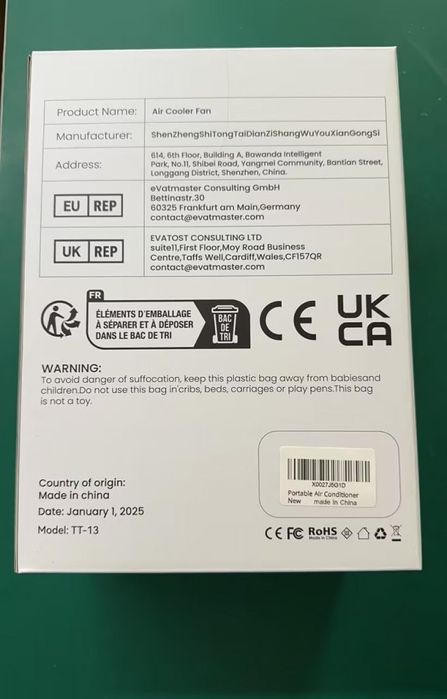 Product Name: Air Cooler Fan
Manufacturer: ShenZhengShiTongTaiDianZiShangWuYouXianGongSi
Address: 614, 6th Floor, Building A, Bawanda Intelligent
Park, No.11, Shibei Road, Yangmei Community, Bantian Street,
Longgang District, Shenzhen, China.
EU REP
eVatmaster Consulting GmbH
Bettinastr.30
60325 Frankfurt am Main,Germany
contact@evatmaster.com
UK REP
EVATOST CONSULTING LTD
suite11,First Floor,Moy Road Business
Centre,Taffs Well,Cardiff,Wales,CF157QR
contact@evatmaster.com
FR
ÉLÉMENTS D'EMBALLAGE
À SÉPARER ET À DÉPOSER
DANS LE BAC DE TRI
BAC
DE
TRI
CE
UK
CA
WARNING:
To avoid danger of suffocation, keep this plastic bag away from babiesand
children.Do not use this bag in'cribs, beds, carriages or play pens.This bag
is not a toy.
X0027J5G1D
Portable Air Conditioner
New made in China
Country of origin:
Made in china
Date: January 1, 2025
Model: TT-13
CE FC RoHS
Made in China